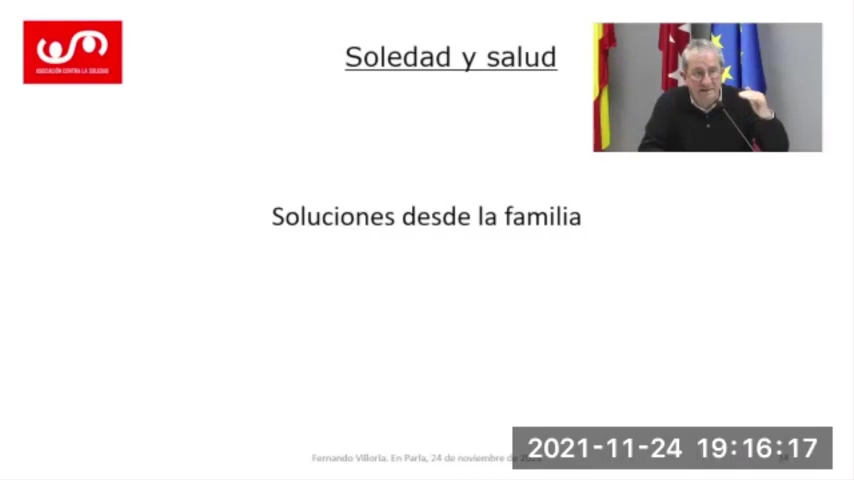 ASOCIACIÓN CONTRA LA SOLEDAD
Soledad y salud
Soluciones desde la familia
Fernando Villoria. En Parla, 24 de noviembre de
2021-11-24 19:16:17